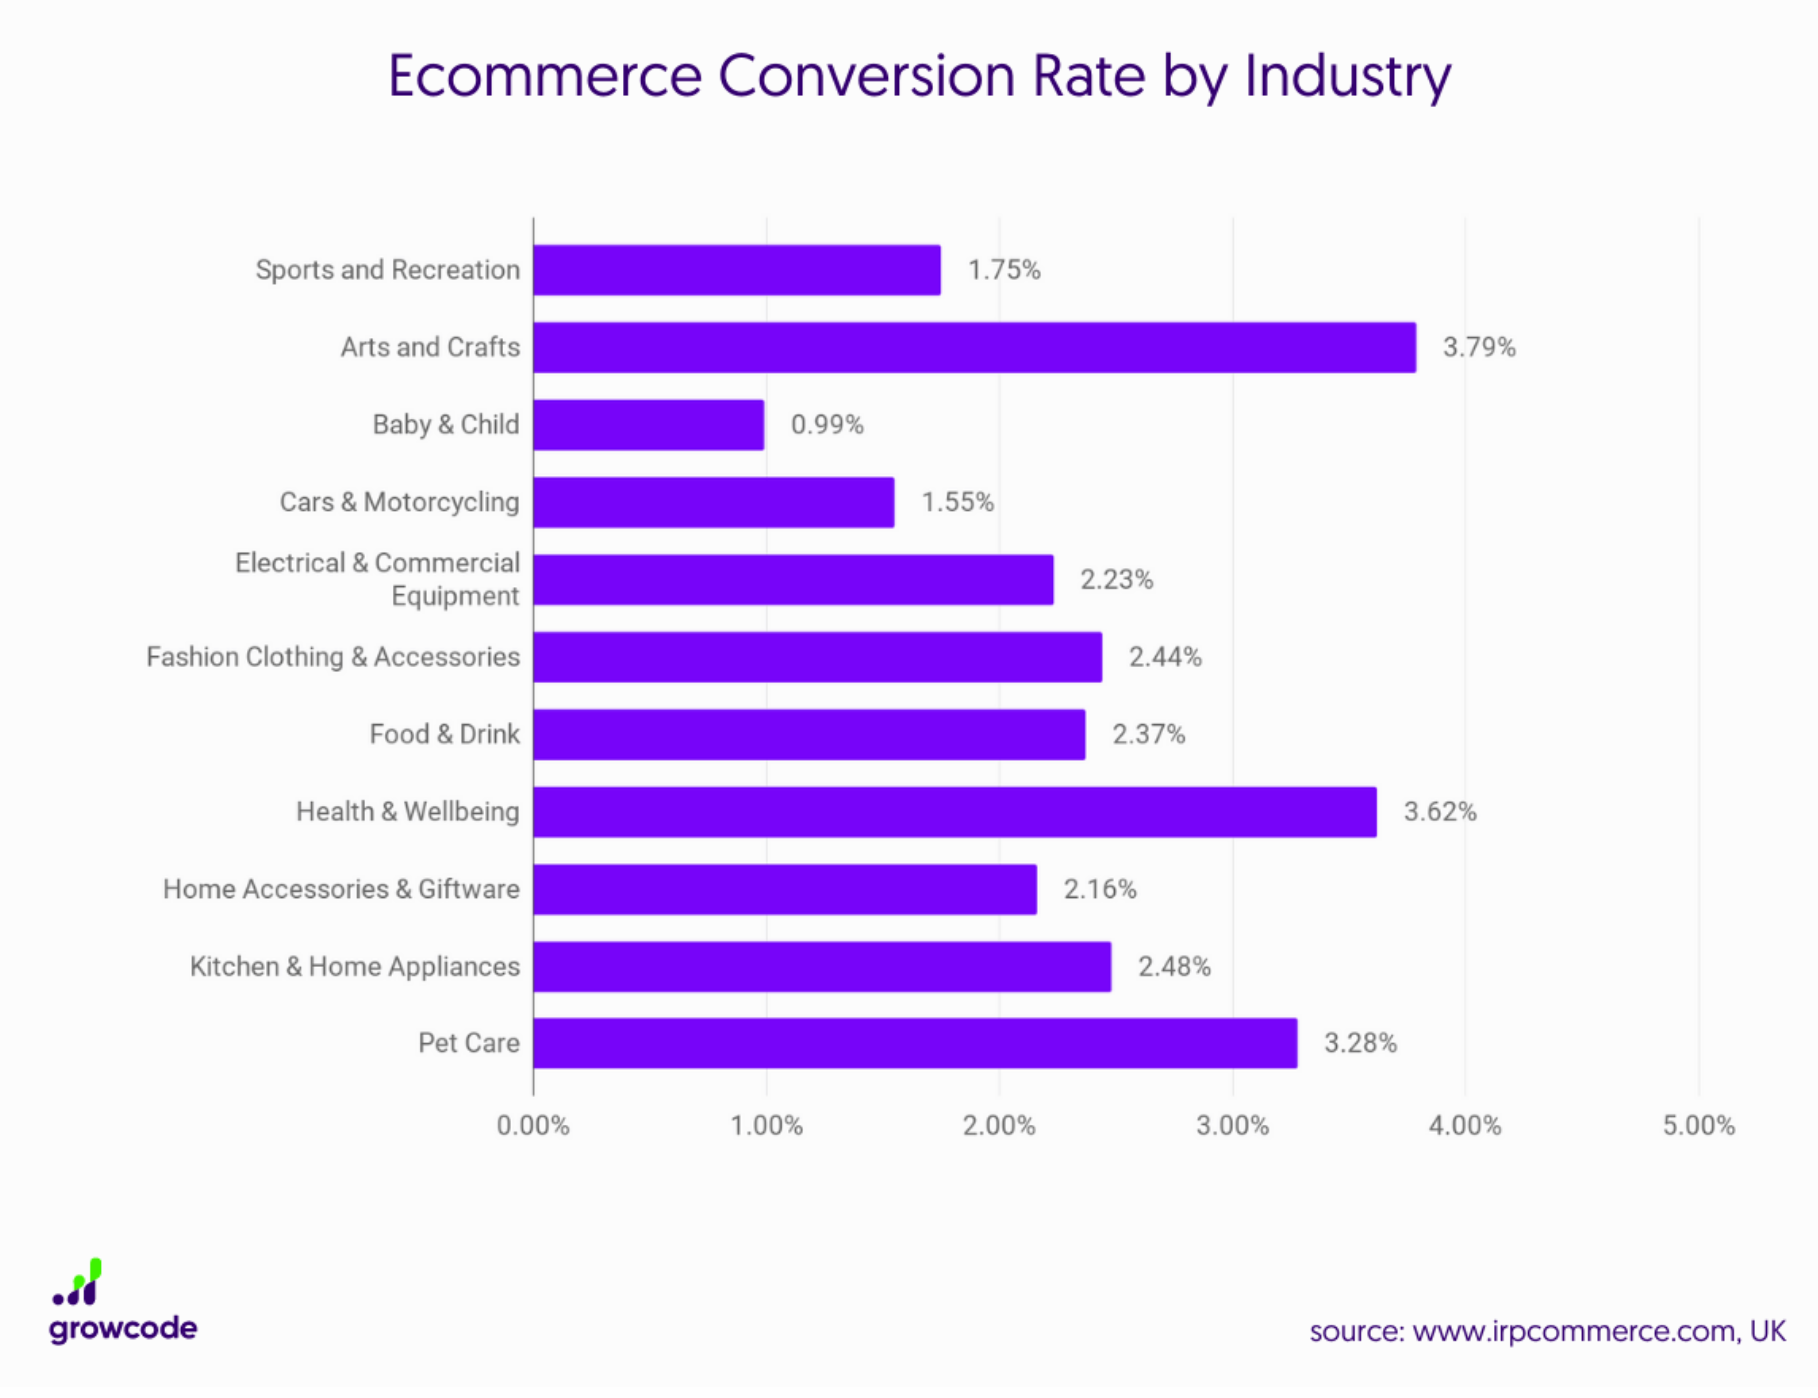 Ecommerce Conversion Rate by Industry
Sports and Recreation
1.75%
Arts and Crafts
3.79%
Baby & Child
0.99%
Cars & Motorcycling
1.55%
Electrical & Commercial
Equipment
2.23%
Fashion Clothing & Accessories
2.44%
Food & Drink
2.37%
Health & Wellbeing
3.62%
Home Accessories & Giftware
2.16%
Kitchen & Home Appliances
2.48%
Pet Care
3.28%
0.00% 1.00% 2.00% 3.00% 4.00% 5.00%
growcode
source: www.irpcommerce.com, UK